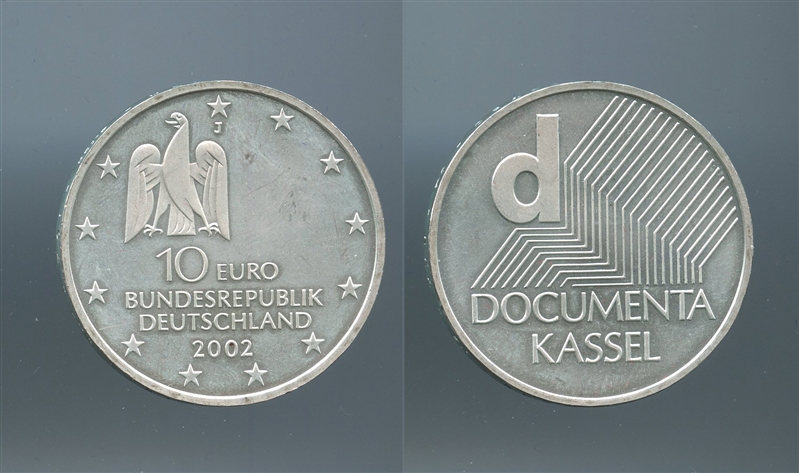 J
10 EURO
BUNDESREPUBLIK
DEUTSCHLAND
2002
d
DOCUMENTA
KASSEL